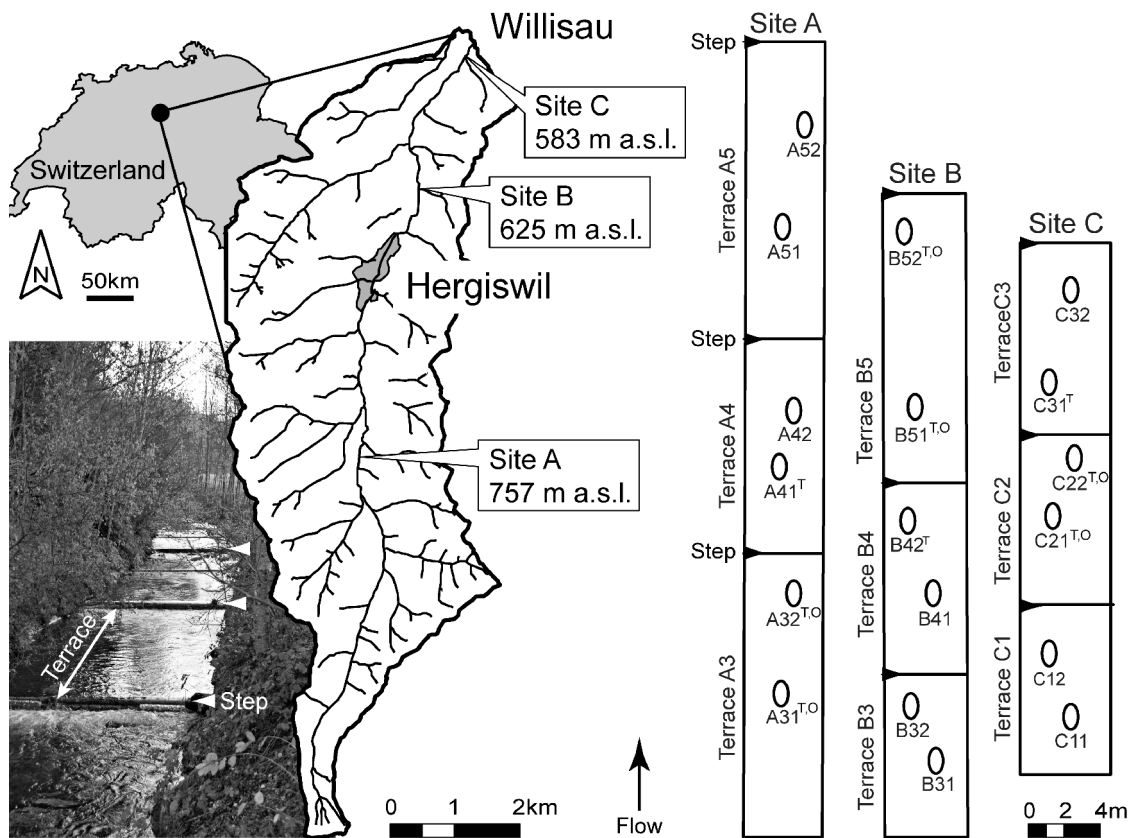 Willisau
Site C
583 m a.s.l.
Switzerland
Site B
625 m a.s.l.
N
50km
Hergiswil
Site A
757 m a.s.l.
Terrace
Step
0 1 2km
Flow
Site A
Step
A52
Terrace A5
A51
Step
A42
Terrace A4
A41ᵀ
Step
A32ᵀ,ᴼ
Terrace A3
A31ᵀ,ᴼ
Site B
B52ᵀ,ᴼ
Terrace B5
B51ᵀ,ᴼ
B42ᵀ
Terrace B4
B41
B32
Terrace B3
B31
Site C
C32
TerraceC3
C31ᵀ
C22ᵀ,ᴼ
Terrace C2
C21ᵀ,ᴼ
C12
Terrace C1
C11
0 2 4m